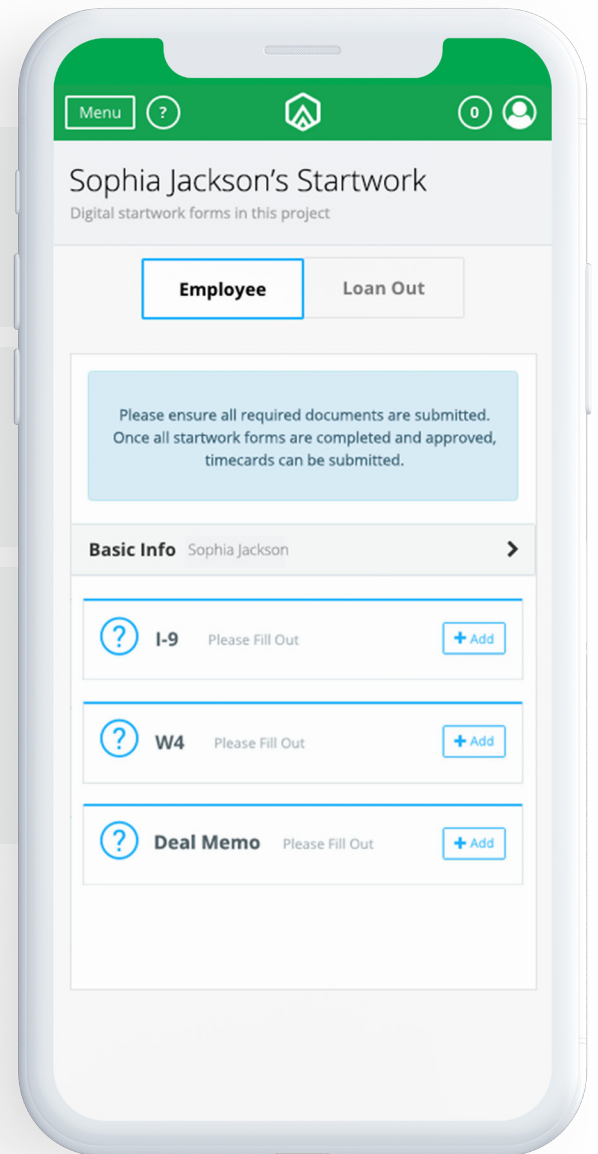 Menu ? 0
Sophia Jackson's Startwork
Digital startwork forms in this project
Employee Loan Out
Please ensure all required documents are submitted.
Once all startwork forms are completed and approved,
timecards can be submitted.
Basic Info Sophia Jackson
? I-9 Please Fill Out + Add
? W4 Please Fill Out + Add
? Deal Memo Please Fill Out + Add